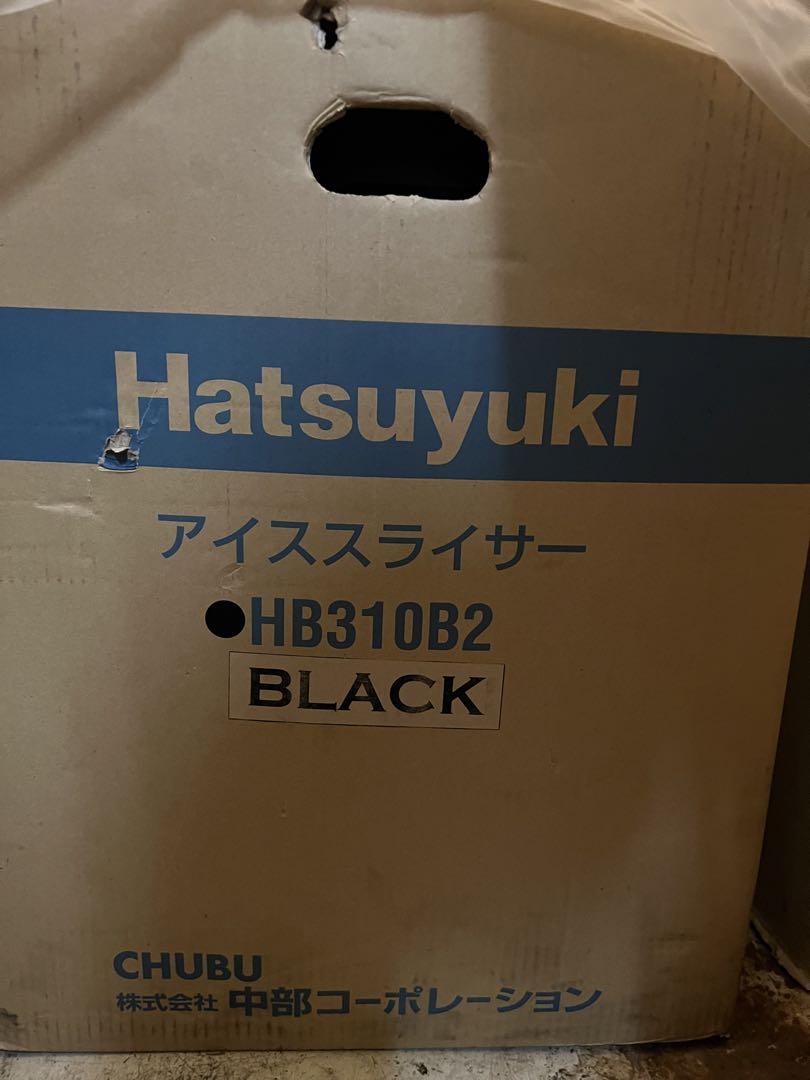 Hatsuyuki
アイススライサー
●HB310B2
BLACK
CHUBU
株式会社 中部コーポレーション